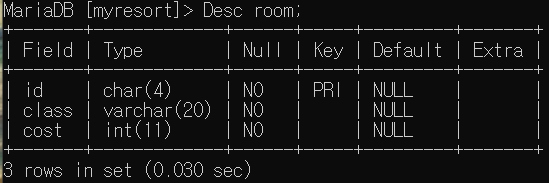 MariaDB [myresort]> Desc room;
+-------+-------------+------+-----+---------+-------+
| Field | Type        | Null | Key | Default | Extra |
+-------+-------------+------+-----+---------+-------+
| id    | char(4)     | NO   | PRI | NULL    |       |
| class | varchar(20) | NO   |     | NULL    |       |
| cost  | int(11)     | NO   |     | NULL    |       |
+-------+-------------+------+-----+---------+-------+
3 rows in set (0.030 sec)